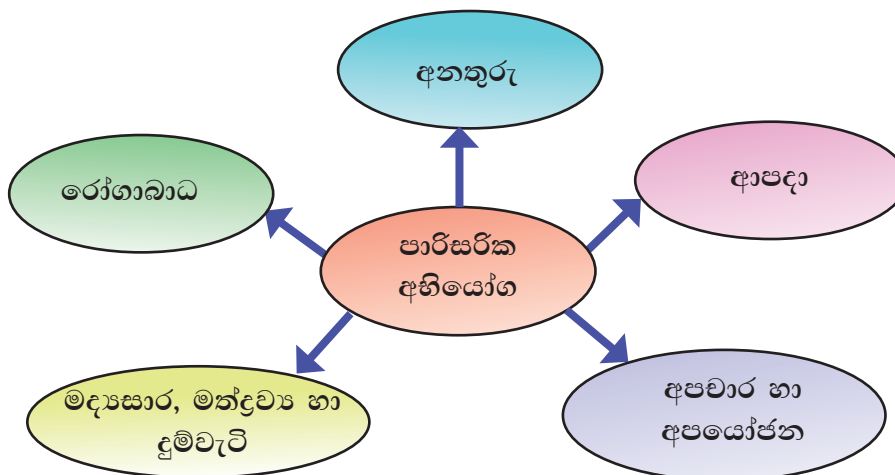 අනතුරු
රෝගාබාධ
ආපදා
පාරිසරික
අභියෝග
මද්‍යසාර, මත්ද්‍රව්‍ය හා
දුම්වැටි
අපචාර හා
අපයෝජන